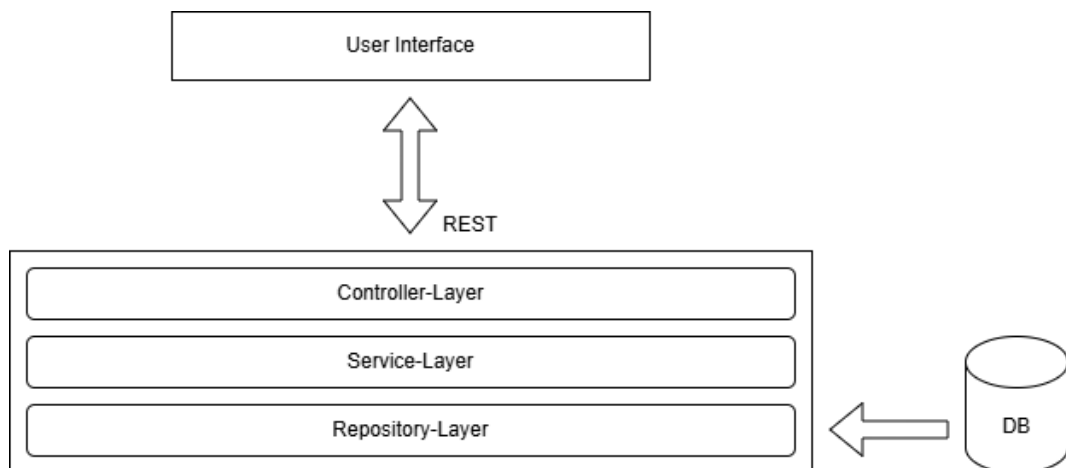 User Interface
REST
Controller-Layer
Service-Layer
Repository-Layer
DB